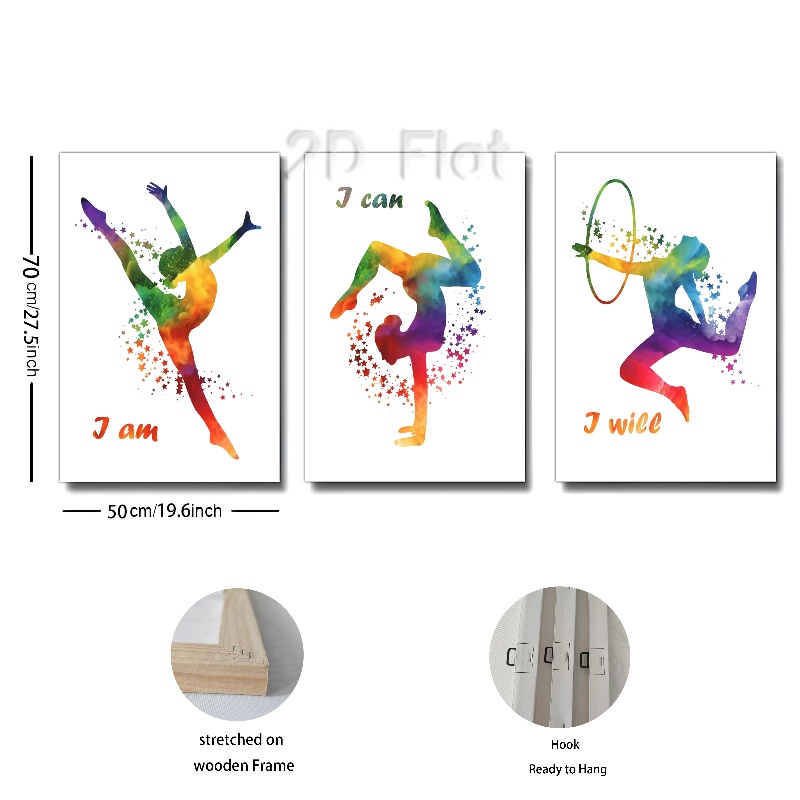 2D Flat
I can
70cm/27.5inch
I am
I will
50cm/19.6inch
stretched on
wooden Frame
Hook
Ready to Hang